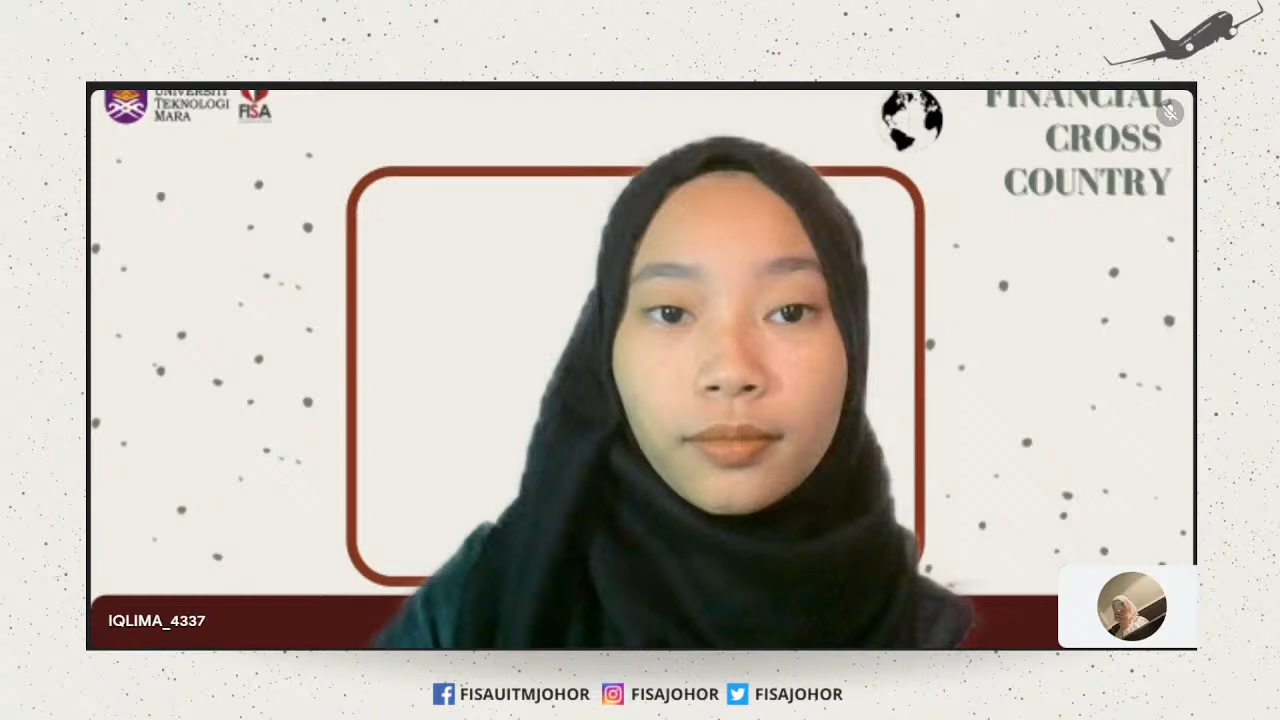 UNIVERSITI
TEKNOLOGI
MARA
FISA
FINANCIAL
CROSS
COUNTRY
IQLIMA_4337
FISAUITMJOHOR FISAJOHOR FISAJOHOR